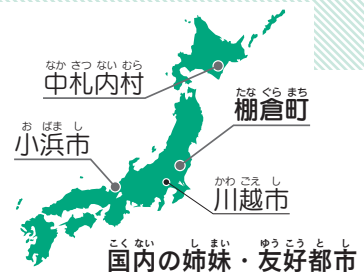 なかさつないむら
中札内村
たなぐらまち
棚倉町
おばまし
小浜市
かわごえし
川越市
こくないのしまい・ゆうこうとし
国内の姉妹・友好都市